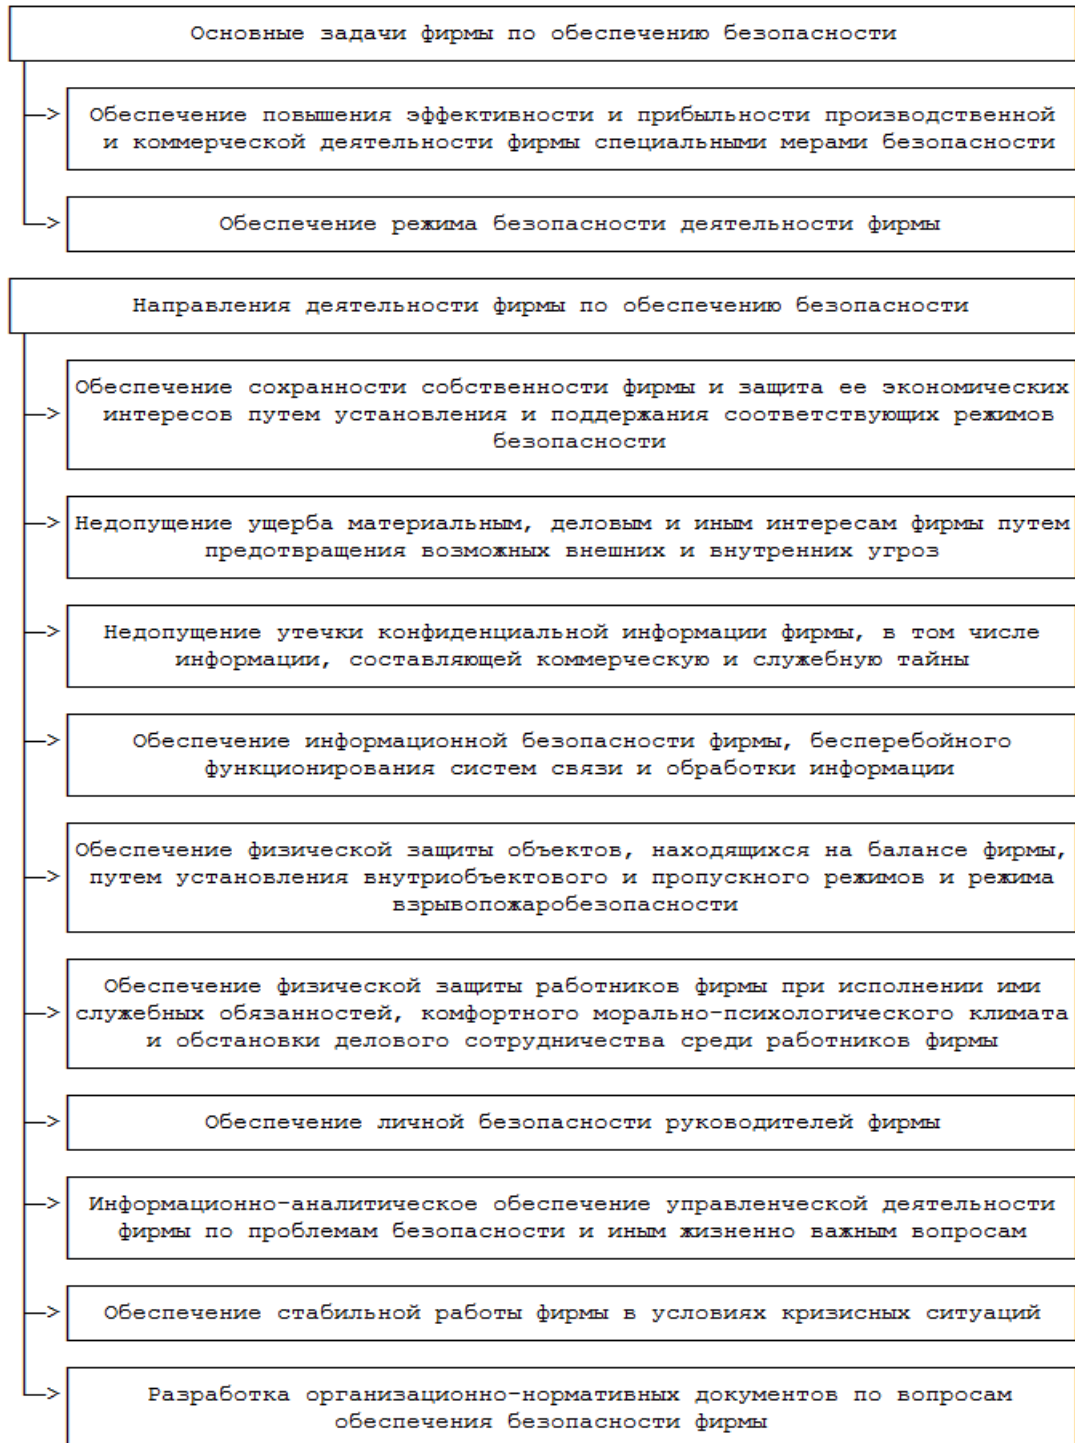 Основные задачи фирмы по обеспечению безопасности
Обеспечение повышения эффективности и прибыльности производственной
и коммерческой деятельности фирмы специальными мерами безопасности
Обеспечение режима безопасности деятельности фирмы
Направления деятельности фирмы по обеспечению безопасности
Обеспечение сохранности собственности фирмы и защита ее экономических
интересов путем установления и поддержания соответствующих режимов
безопасности
Недопущение ущерба материальным, деловым и иным интересам фирмы путем
предотвращения возможных внешних и внутренних угроз
Недопущение утечки конфиденциальной информации фирмы, в том числе
информации, составляющей коммерческую и служебную тайны
Обеспечение информационной безопасности фирмы, бесперебойного
функционирования систем связи и обработки информации
Обеспечение физической защиты объектов, находящихся на балансе фирмы,
путем установления внутриобъектового и пропускного режимов и режима
взрывопожаробезопасности
Обеспечение физической защиты работников фирмы при исполнении ими
служебных обязанностей, комфортного морально-психологического климата
и обстановки делового сотрудничества среди работников фирмы
Обеспечение личной безопасности руководителей фирмы
Информационно-аналитическое обеспечение управленческой деятельности
фирмы по проблемам безопасности и иным жизненно важным вопросам
Обеспечение стабильной работы фирмы в условиях кризисных ситуаций
Разработка организационно-нормативных документов по вопросам
обеспечения безопасности фирмы